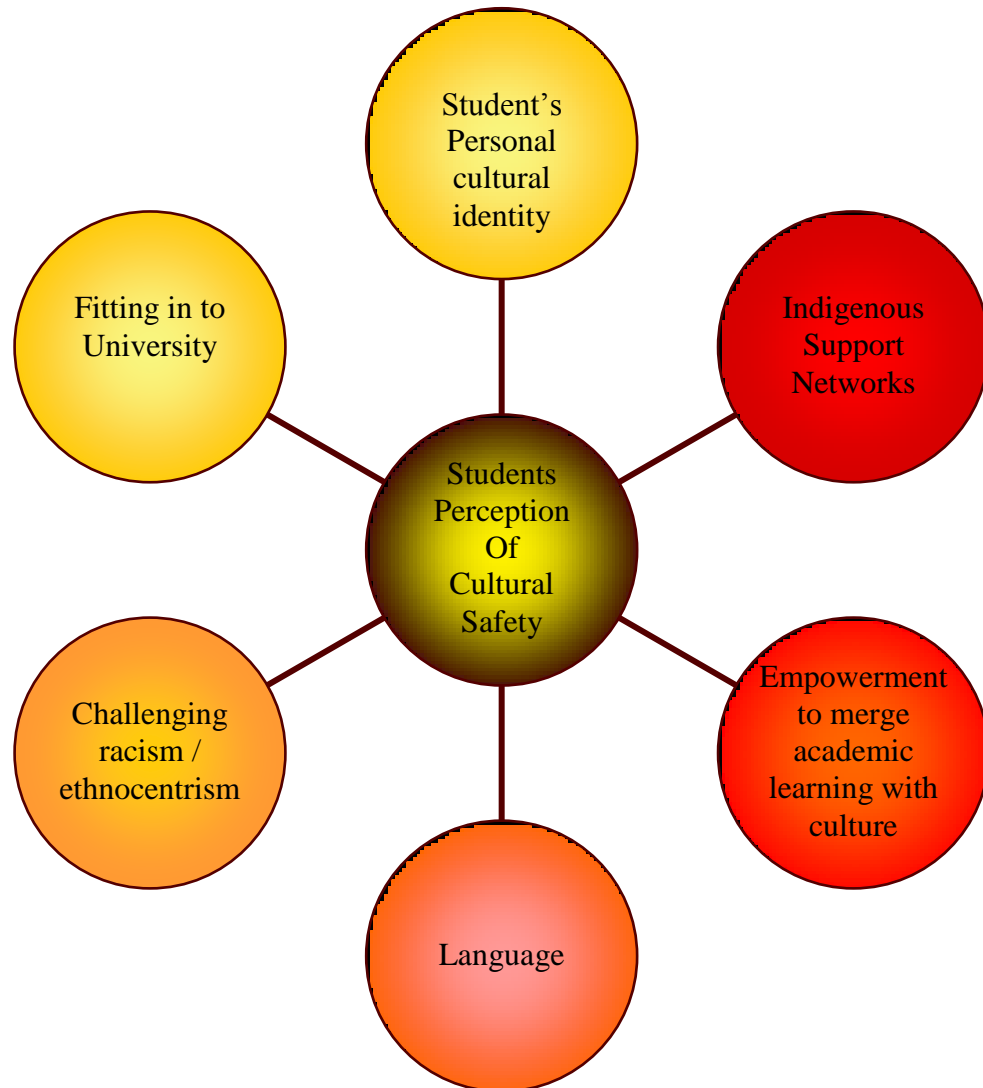 Student’s
Personal
cultural
identity
Fitting in to
University
Indigenous
Support
Networks
Students
Perception
Of
Cultural
Safety
Challenging
racism /
ethnocentrism
Empowerment
to merge
academic
learning with
culture
Language